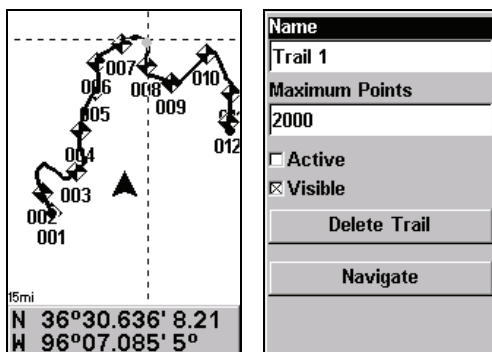 007
010
006
008
009
005
012
004
003
002
001
15mi
N 36°30.636' 8.21
W 96°07.085' 5°
Name
Trail 1
Maximum Points
2000
Active
Visible
Delete Trail
Navigate